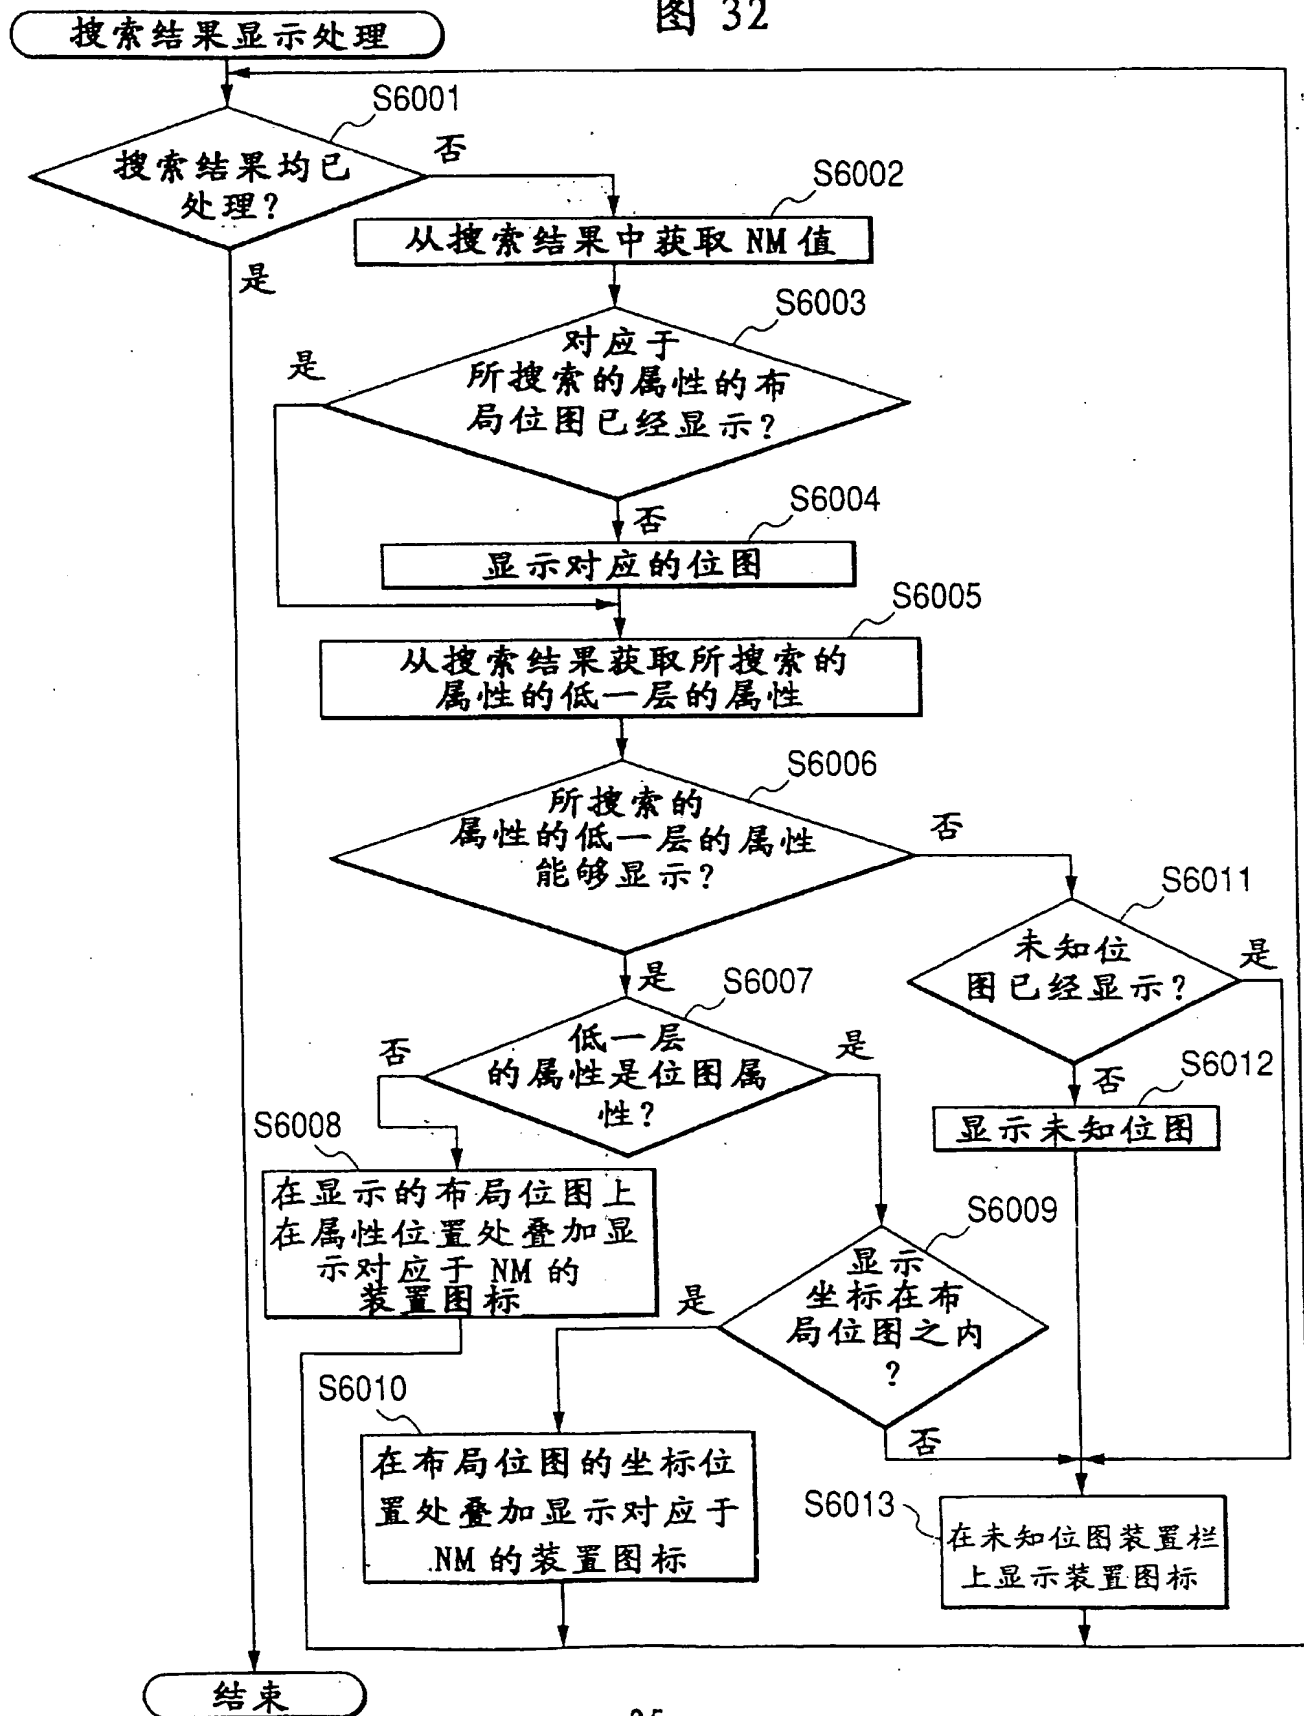 图 32
搜索结果显示处理
S6001
搜索结果均已
处理?
否
是
S6002
从搜索结果中获取 NM 值
S6003
对应于
所搜索的属性的布
局位图已经显示?
是
否
S6004
显示对应的位图
S6005
从搜索结果获取所搜索的
属性的低一层的属性
S6006
所搜索的
属性的低一层的属性
能够显示?
否
是
S6011
未知位
图已经显示?
是
否
S6007
低一层
的属性是位图属
性?
否
是
S6012
显示未知位图
S6008
在显示的布局位图上
在属性位置处叠加显
示对应于 NM 的
装置图标
S6009
显示
坐标在布
局位图之内
?
是
否
S6010
在布局位图的坐标位
置处叠加显示对应于
NM 的装置图标
S6013
在未知位图装置栏
上显示装置图标
结束